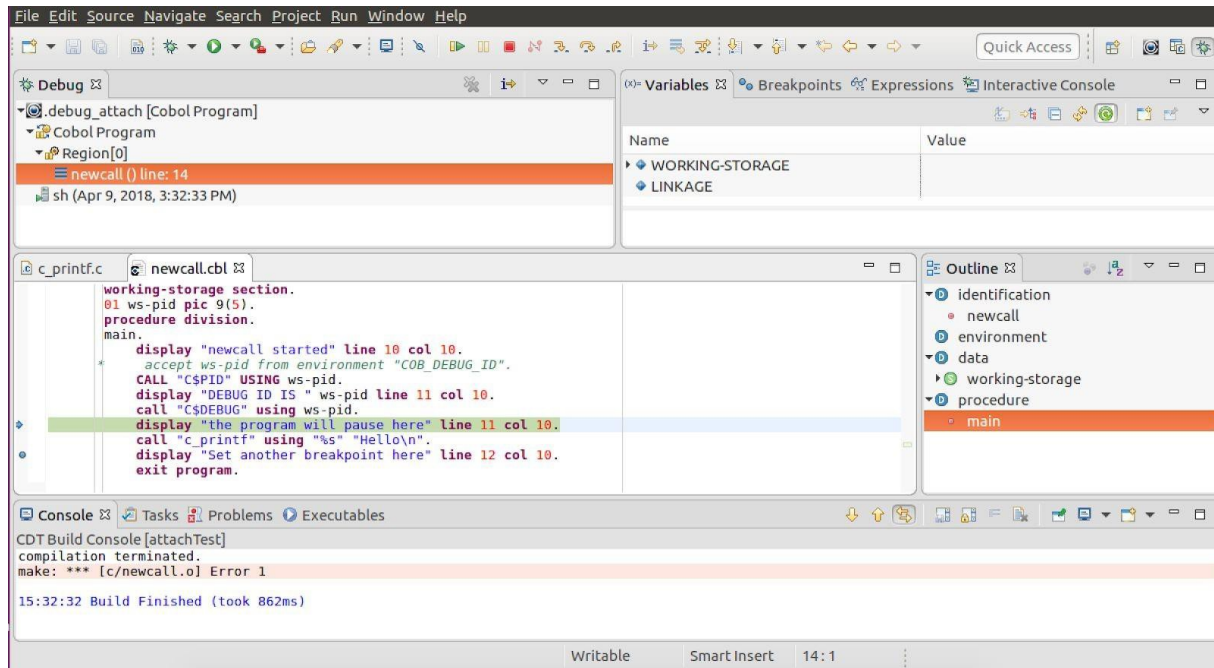 File Edit Source Navigate Search Project Run Window Help
Quick Access
Debug
.debug_attach [Cobol Program]
Cobol Program
Region[0]
newcall () line: 14
sh (Apr 9, 2018, 3:32:33 PM)
(x)= Variables Breakpoints Expressions Interactive Console
Name Value
WORKING-STORAGE
LINKAGE
c_printf.c newcall.cbl
working-storage section.
01 ws-pid pic 9(5).
procedure division.
main.
display "newcall started" line 10 col 10.
* accept ws-pid from environment "COB_DEBUG_ID".
CALL "C$PID" USING ws-pid.
display "DEBUG ID IS " ws-pid line 11 col 10.
call "C$DEBUG" using ws-pid.
display "the program will pause here" line 11 col 10.
call "c_printf" using "%s" "Hello\n".
display "Set another breakpoint here" line 12 col 10.
exit program.
Outline
identification
newcall
environment
data
working-storage
procedure
main
Console Tasks Problems Executables
CDT Build Console [attachTest]
compilation terminated.
make: *** [c/newcall.o] Error 1
15:32:32 Build Finished (took 862ms)
Writable Smart Insert 14:1